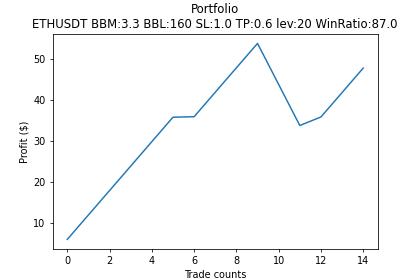 Portfolio
ETHUSDT BBM:3.3 BBL:160 SL:1.0 TP:0.6 lev:20 WinRatio:87.0
50
40
30
20
10
Profit ($)
0 2 4 6 8 10 12 14
Trade counts